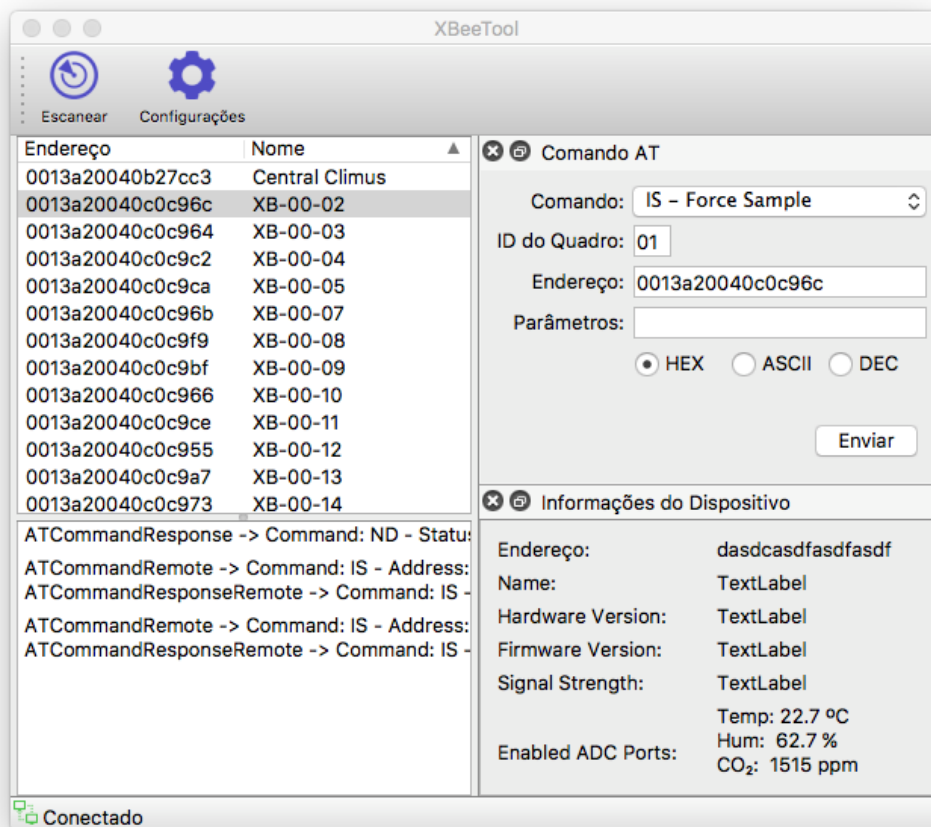 XBeeTool
Escanear Configurações
Endereço Nome
0013a20040b27cc3 Central Climus
0013a20040c0c96c XB-00-02
0013a20040c0c964 XB-00-03
0013a20040c0c9c2 XB-00-04
0013a20040c0c9ca XB-00-05
0013a20040c0c96b XB-00-07
0013a20040c0c9f9 XB-00-08
0013a20040c0c9bf XB-00-09
0013a20040c0c966 XB-00-10
0013a20040c0c9ce XB-00-11
0013a20040c0c955 XB-00-12
0013a20040c0c9a7 XB-00-13
0013a20040c0c973 XB-00-14
ATCommandResponse -> Command: ND - Status
ATCommandRemote -> Command: IS - Address:
ATCommandResponseRemote -> Command: IS -
ATCommandRemote -> Command: IS - Address:
ATCommandResponseRemote -> Command: IS -
Comando AT
Comando: IS – Force Sample
ID do Quadro: 01
Endereço: 0013a20040c0c96c
Parâmetros:
HEX ASCII DEC
Enviar
Informações do Dispositivo
Endereço: dasdcasdfasdfasdf
Name: TextLabel
Hardware Version: TextLabel
Firmware Version: TextLabel
Signal Strength: TextLabel
Enabled ADC Ports:
Temp: 22.7 ºC
Hum: 62.7 %
CO₂: 1515 ppm
Conectado